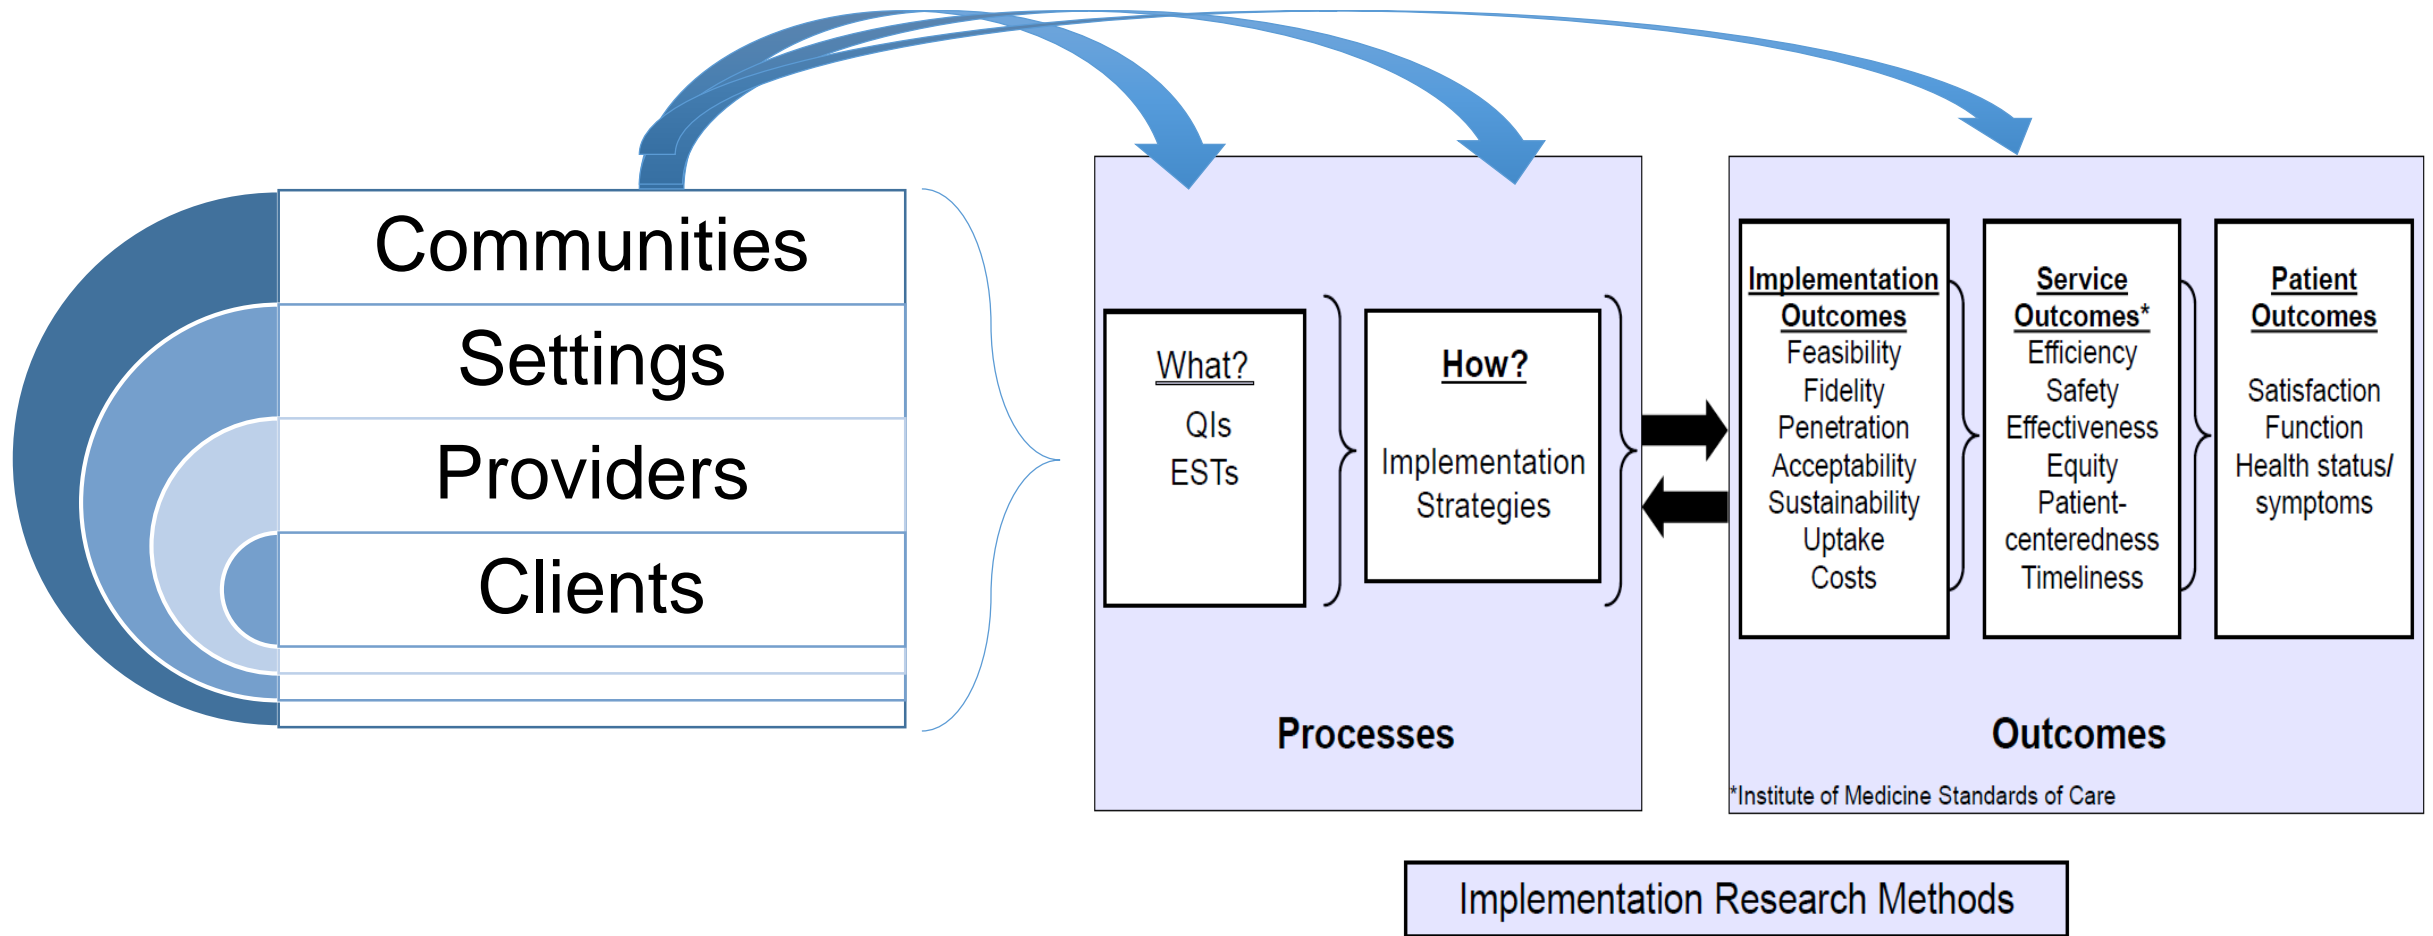 Communities
Settings
Providers
Clients
What?
QIs
ESTs
How?
Implementation
Strategies
Processes
Implementation
Outcomes
Feasibility
Fidelity
Penetration
Acceptability
Sustainability
Uptake
Costs
Service
Outcomes*
Efficiency
Safety
Effectiveness
Equity
Patient-
centeredness
Timeliness
Patient
Outcomes
Satisfaction
Function
Health status/
symptoms
Outcomes
*Institute of Medicine Standards of Care
Implementation Research Methods